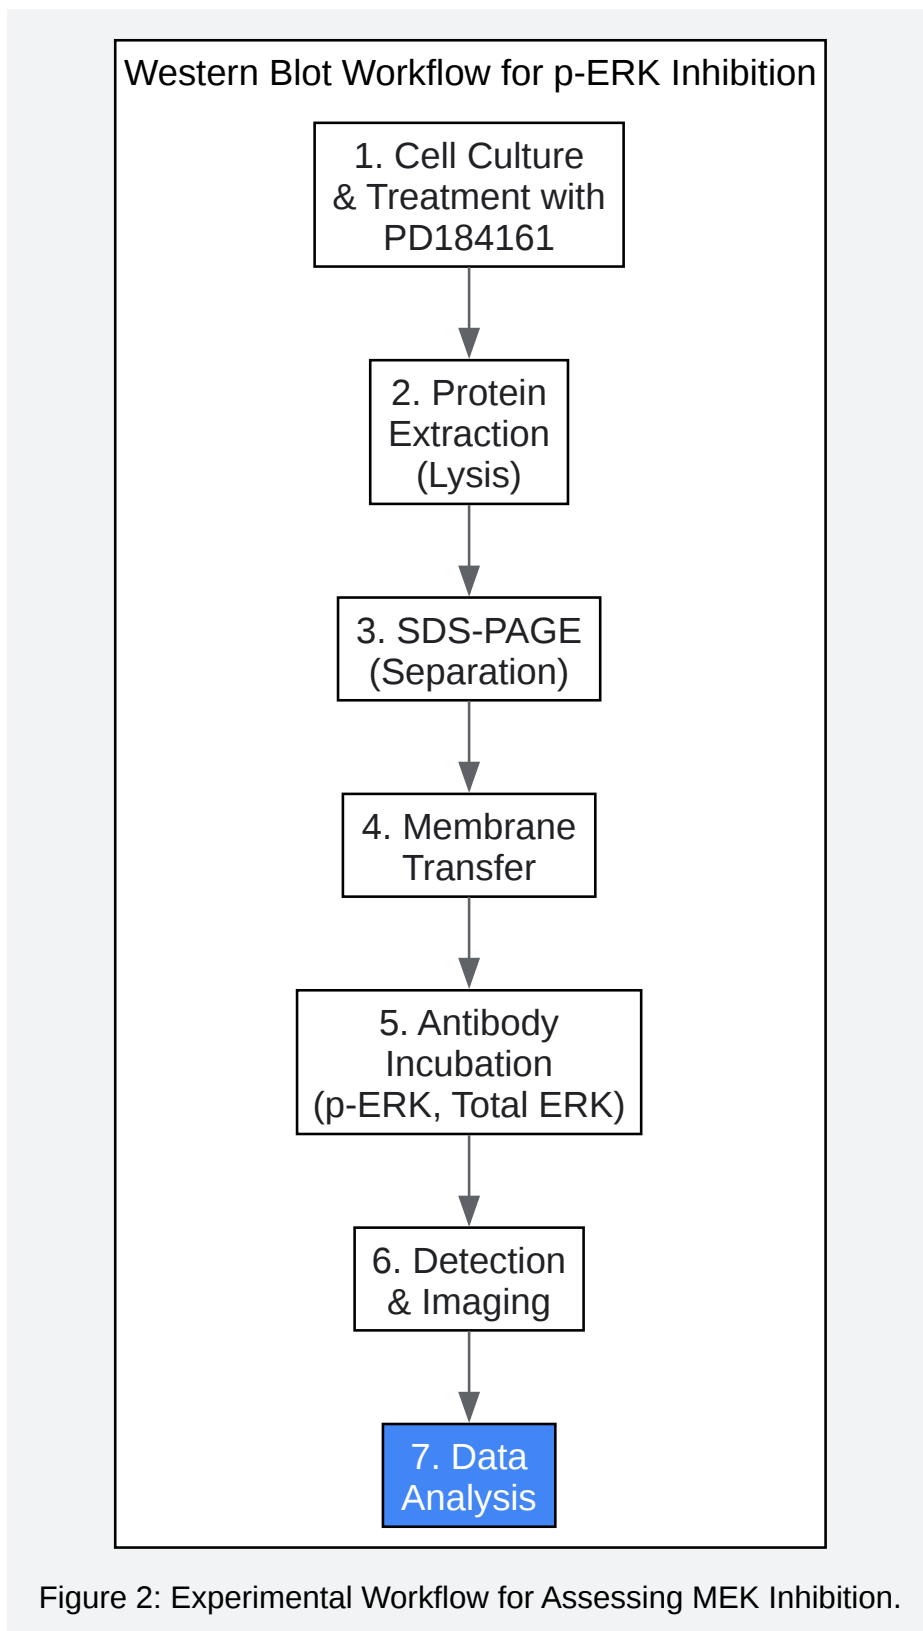 Western Blot Workflow for p-ERK Inhibition
1. Cell Culture
& Treatment with
PD184161
2. Protein
Extraction
(Lysis)
3. SDS-PAGE
(Separation)
4. Membrane
Transfer
5. Antibody
Incubation
(p-ERK, Total ERK)
6. Detection
& Imaging
7. Data
Analysis
Figure 2: Experimental Workflow for Assessing MEK Inhibition.